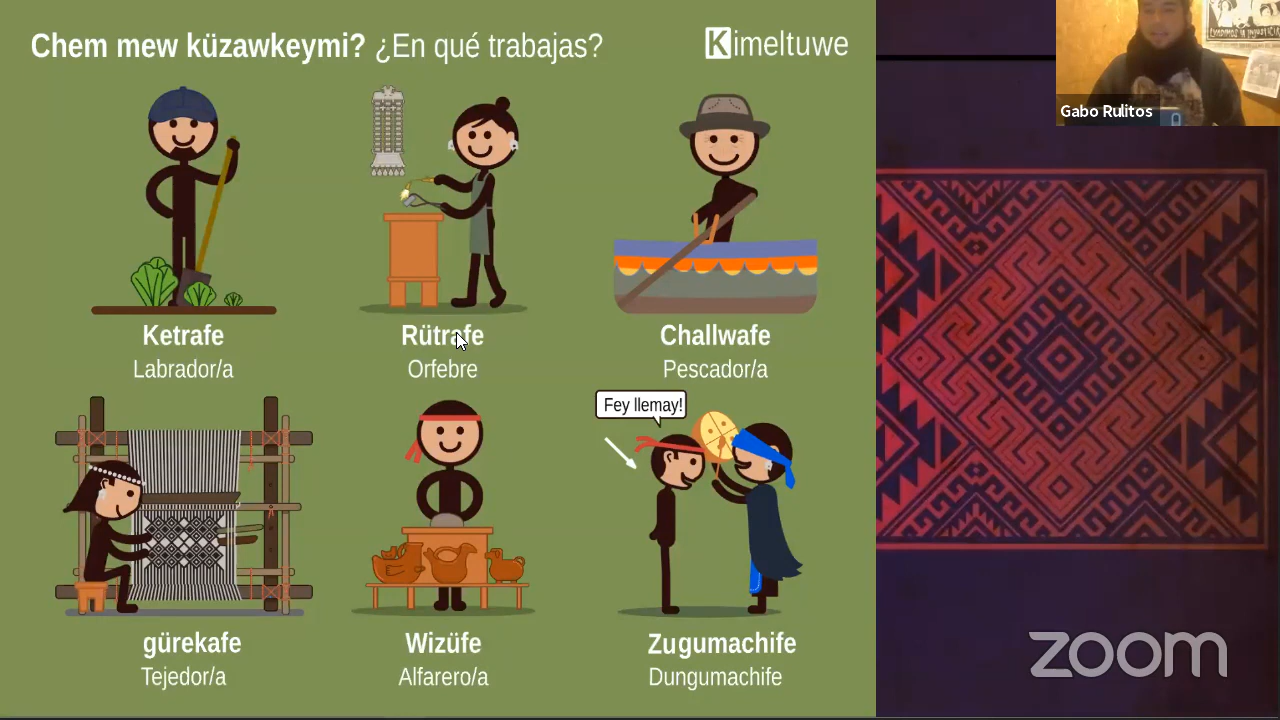 Chem mew küzawkeymi? ¿En qué trabajas?
Kimeltuwe
Gabo Rulitos
Ketrafe
Labrador/a
Rütrafe
Orfebre
Challwafe
Pescador/a
Fey llemay!
gürekafe
Tejedor/a
Wizüfe
Alfarero/a
Zugumachife
Dungumachife
zoom